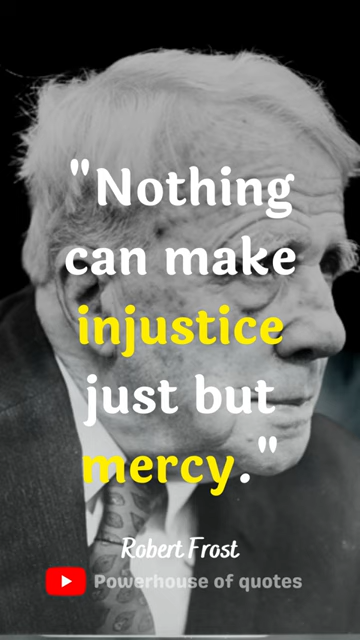 "Nothing
can make
injustice
just but
mercy."
Robert Frost
Powerhouse of quotes